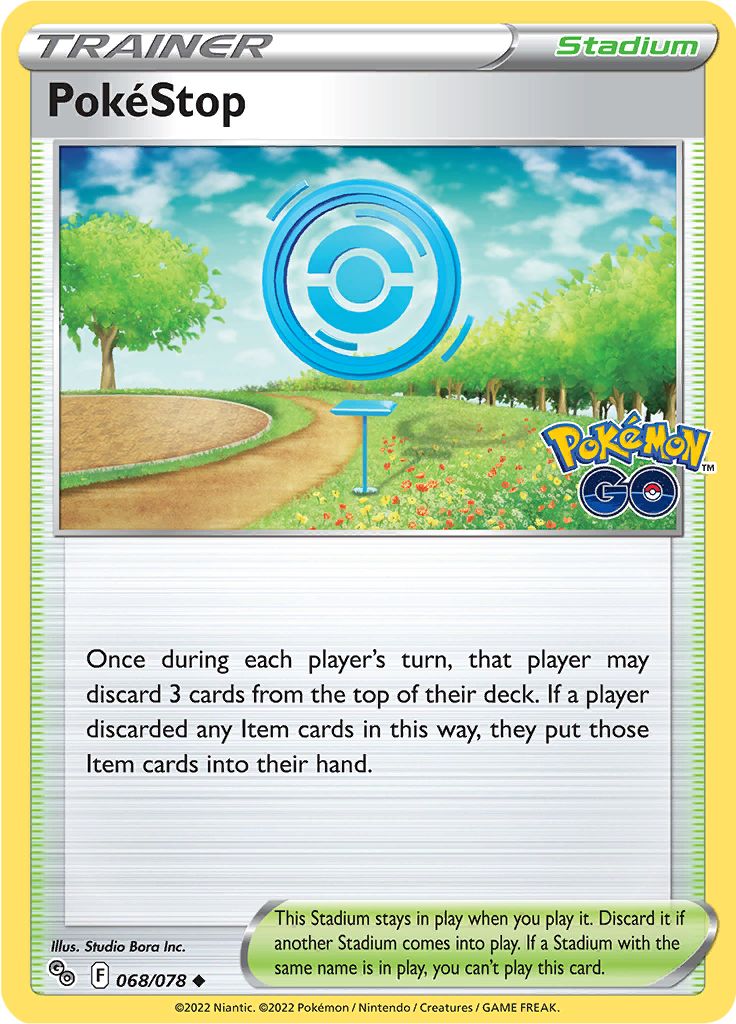 TRAINER
Stadium
PokéStop
POKéMON
GO
TM
Once during each player's turn, that player may
discard 3 cards from the top of their deck. If a player
discarded any Item cards in this way, they put those
Item cards into their hand.
This Stadium stays in play when you play it. Discard it if
another Stadium comes into play. If a Stadium with the
same name is in play, you can't play this card.
Illus. Studio Bora Inc.
GO F 068/078 ◆
©2022 Niantic. ©2022 Pokémon / Nintendo / Creatures / GAME FREAK.